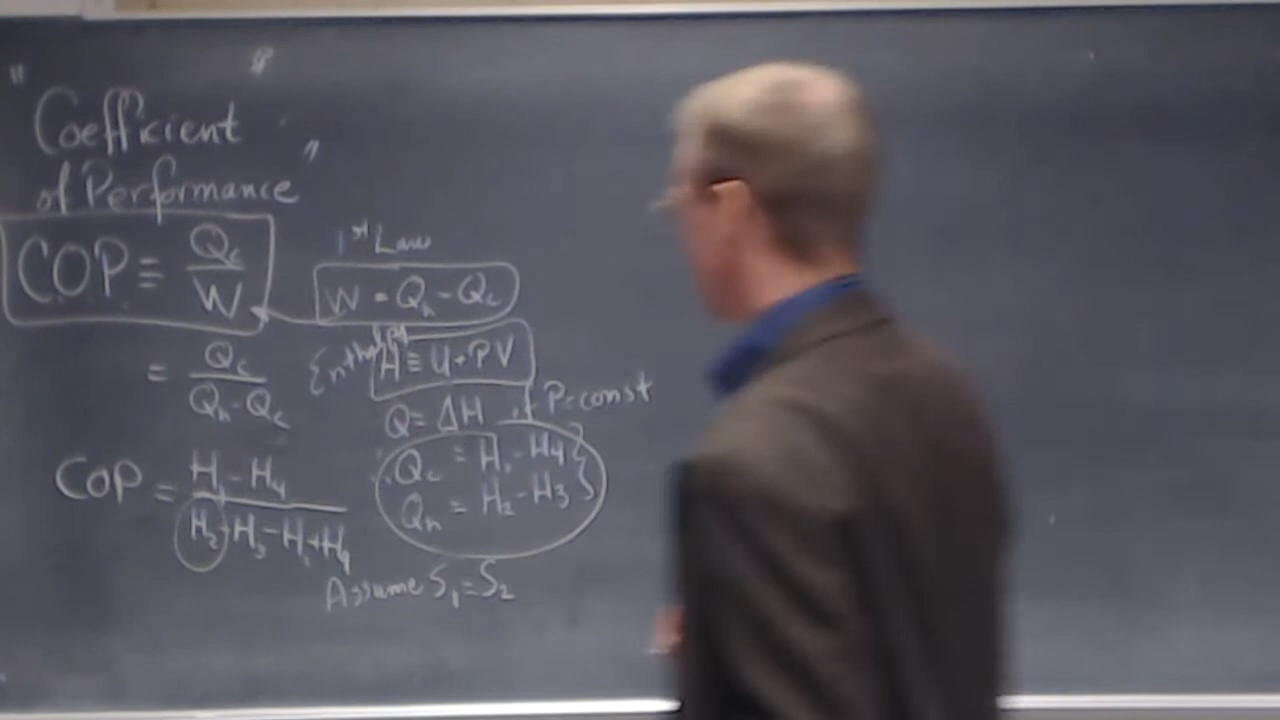 "Coefficient
of Performance"
COP ≡ Qc/W
= Qc/(Qh-Qc)
COP = (H1-H4)/(H2-H3-H1+H4)
1st Law
W = Qh-Qc
Enthalpy H ≡ U+PV
Q = ΔH if P=const
Qc = H1-H4
Qh = H2-H3
Assume S1=S2